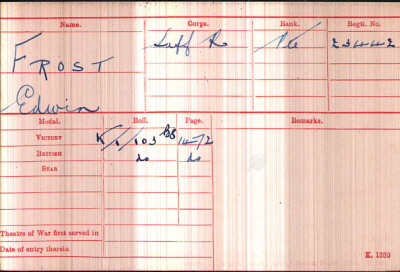 Name. Corps. Rank. Regtl. No.
FROST Suff R Pte 23442
Edwin
Medal. Roll. Page. Remarks.
VICTORY K/1/103 B8 1472
BRITISH do do
STAR
Theatre of War first served in
Date of entry therein
K. 1380